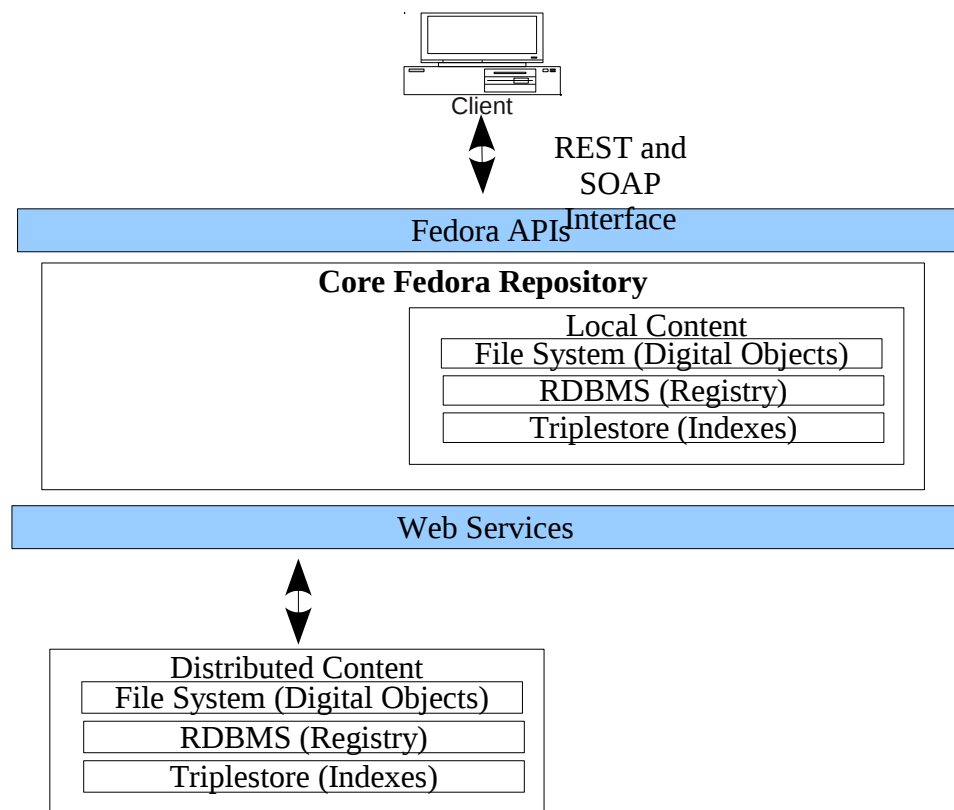 Client
REST and
SOAP
Interface
Fedora APIs
Core Fedora Repository
Local Content
File System (Digital Objects)
RDBMS (Registry)
Triplestore (Indexes)
Web Services
Distributed Content
File System (Digital Objects)
RDBMS (Registry)
Triplestore (Indexes)